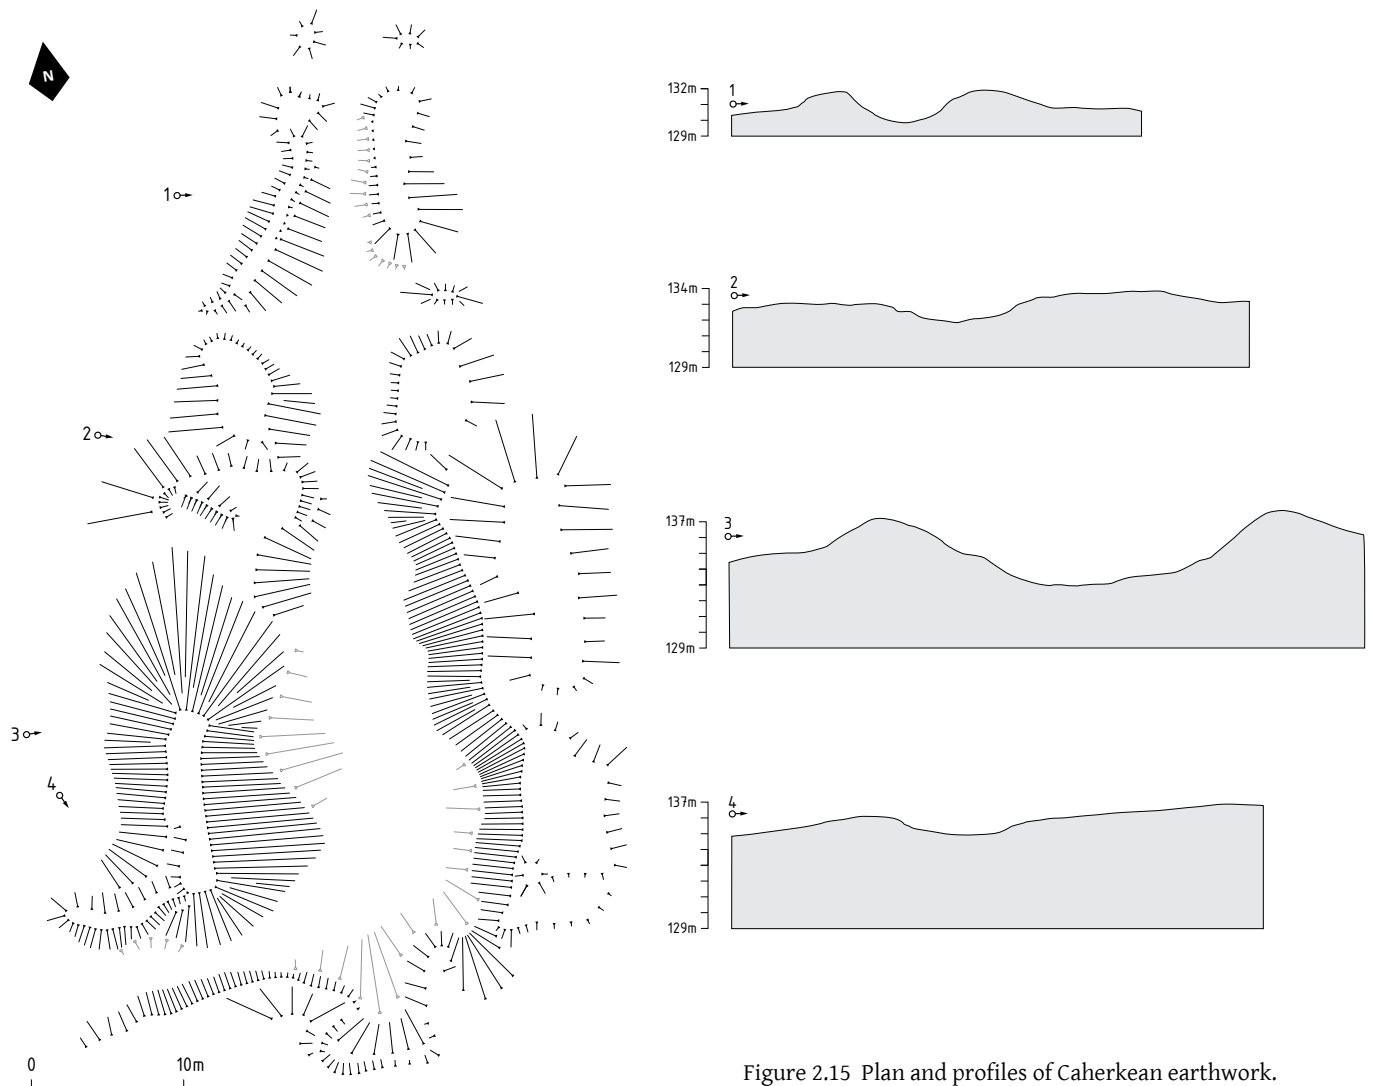 N
1
2
3
4
0 10m
132m
1
129m
134m
2
129m
137m
3
129m
137m
4
129m
Figure 2.15 Plan and profiles of Caherkean earthwork.